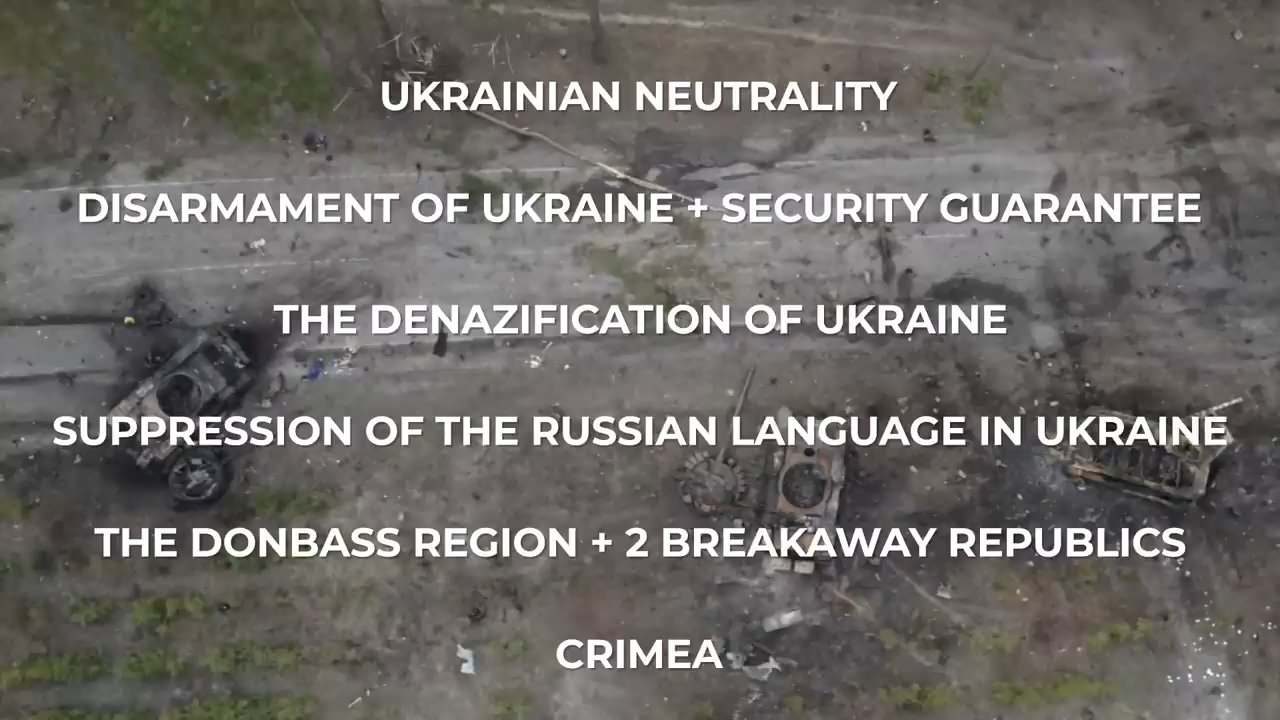 UKRAINIAN NEUTRALITY
DISARMAMENT OF UKRAINE + SECURITY GUARANTEE
THE DENAZIFICATION OF UKRAINE
SUPPRESSION OF THE RUSSIAN LANGUAGE IN UKRAINE
THE DONBASS REGION + 2 BREAKAWAY REPUBLICS
CRIMEA